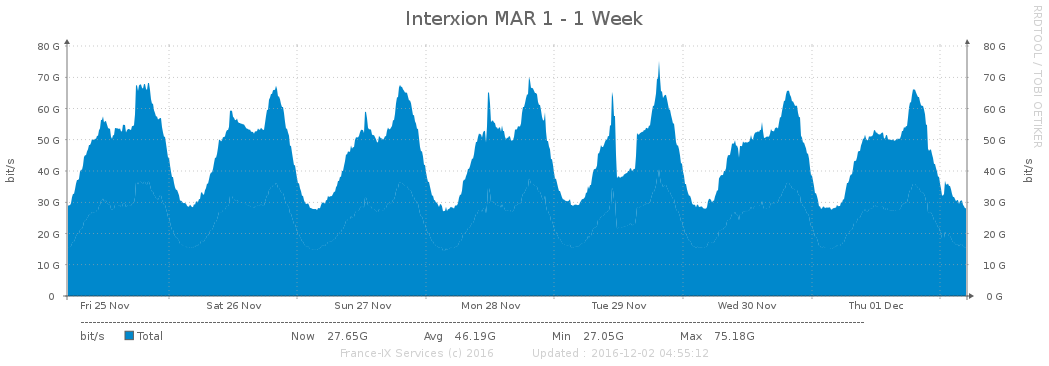 Interxion MAR 1 - 1 Week
RRDTOOL / TOBI OETIKER
80 G 80 G
70 G 70 G
60 G 60 G
50 G 50 G
40 G 40 G
30 G 30 G
20 G 20 G
10 G 10 G
0 0 G
bit/s bit/s
Fri 25 Nov Sat 26 Nov Sun 27 Nov Mon 28 Nov Tue 29 Nov Wed 30 Nov Thu 01 Dec
bit/s Total Now 27.65G Avg 46.19G Min 27.05G Max 75.18G
France-IX Services (c) 2016 Updated : 2016-12-02 04:55:12